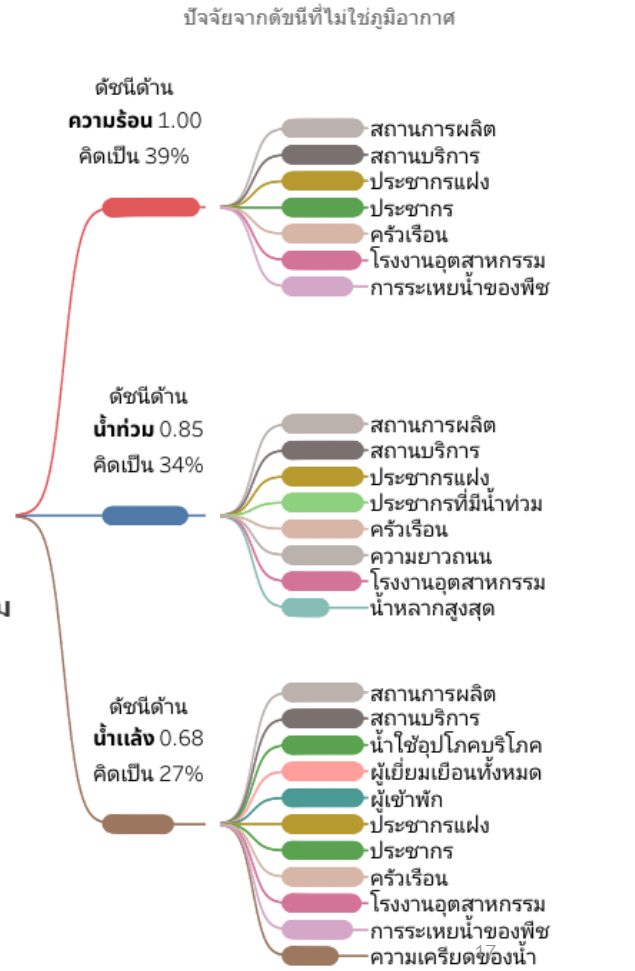 ปัจจัยจากดัชนีที่ไม่ใช่ภูมิอากาศ
ดัชนีด้าน
ความร้อน 1.00
คิดเป็น 39%
สถานการผลิต
สถานบริการ
ประชากรแฝง
ประชากร
ครัวเรือน
โรงงานอุตสาหกรรม
การระเหยน้ำของพืช
ดัชนีด้าน
น้ำท่วม 0.85
คิดเป็น 34%
สถานการผลิต
สถานบริการ
ประชากรแฝง
ประชากรที่มีน้ำท่วม
ครัวเรือน
ความยาวถนน
โรงงานอุตสาหกรรม
น้ำหลากสูงสุด
ดัชนีด้าน
น้ำแล้ง 0.68
คิดเป็น 27%
สถานการผลิต
สถานบริการ
น้ำใช้อุปโภคบริโภค
ผู้เยี่ยมเยือนทั้งหมด
ผู้เข้าพัก
ประชากรแฝง
ประชากร
ครัวเรือน
โรงงานอุตสาหกรรม
การระเหยน้ำของพืช
ความเครียดของน้ำ
17